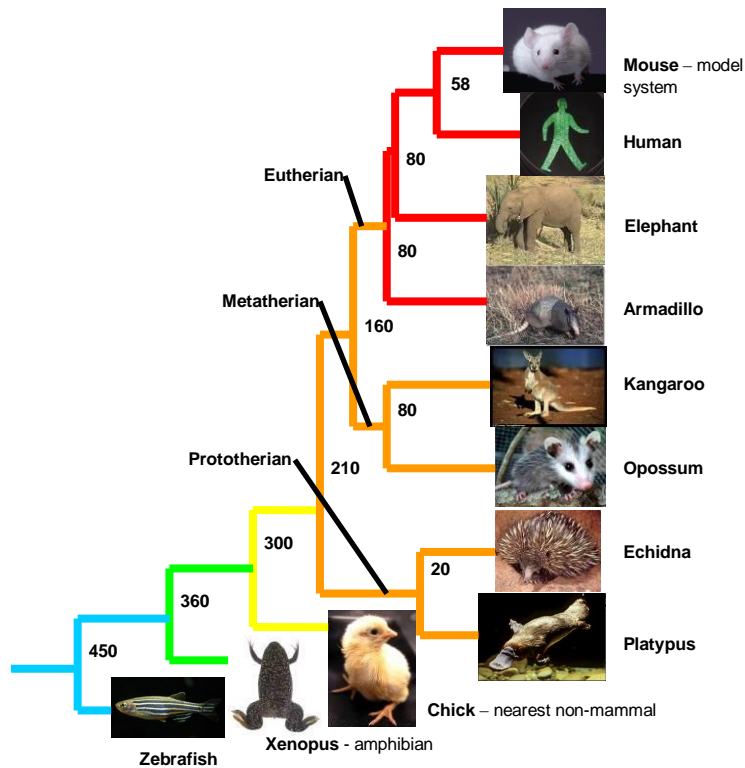 58
Mouse – model
system
Human
80
Eutherian
Elephant
80
Armadillo
Metatherian
160
Kangaroo
80
Prototherian
Opossum
210
Echidna
300
20
360
Platypus
450
Chick – nearest non-mammal
Xenopus - amphibian
Zebrafish